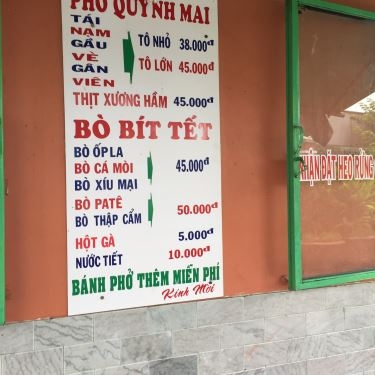 PHỞ QUỲNH MAI
TÁI
NẠM
GẦU
VÈ
GÂN
VIÊN
TÔ NHỎ 38.000đ
TÔ LỚN 45.000đ
THỊT XƯƠNG HẦM 45.000đ
BÒ BÍT TẾT
BÒ ỐP LA
BÒ CÁ MÒI
BÒ XÍU MẠI
45.000đ
BÒ PATÊ
BÒ THẬP CẨM
50.000đ
HỘT GÀ 5.000đ
NƯỚC TIẾT 10.000đ
BÁNH PHỞ THÊM MIỄN PHÍ
Kính Mời
NHẬN ĐẶT HEO RỪNG